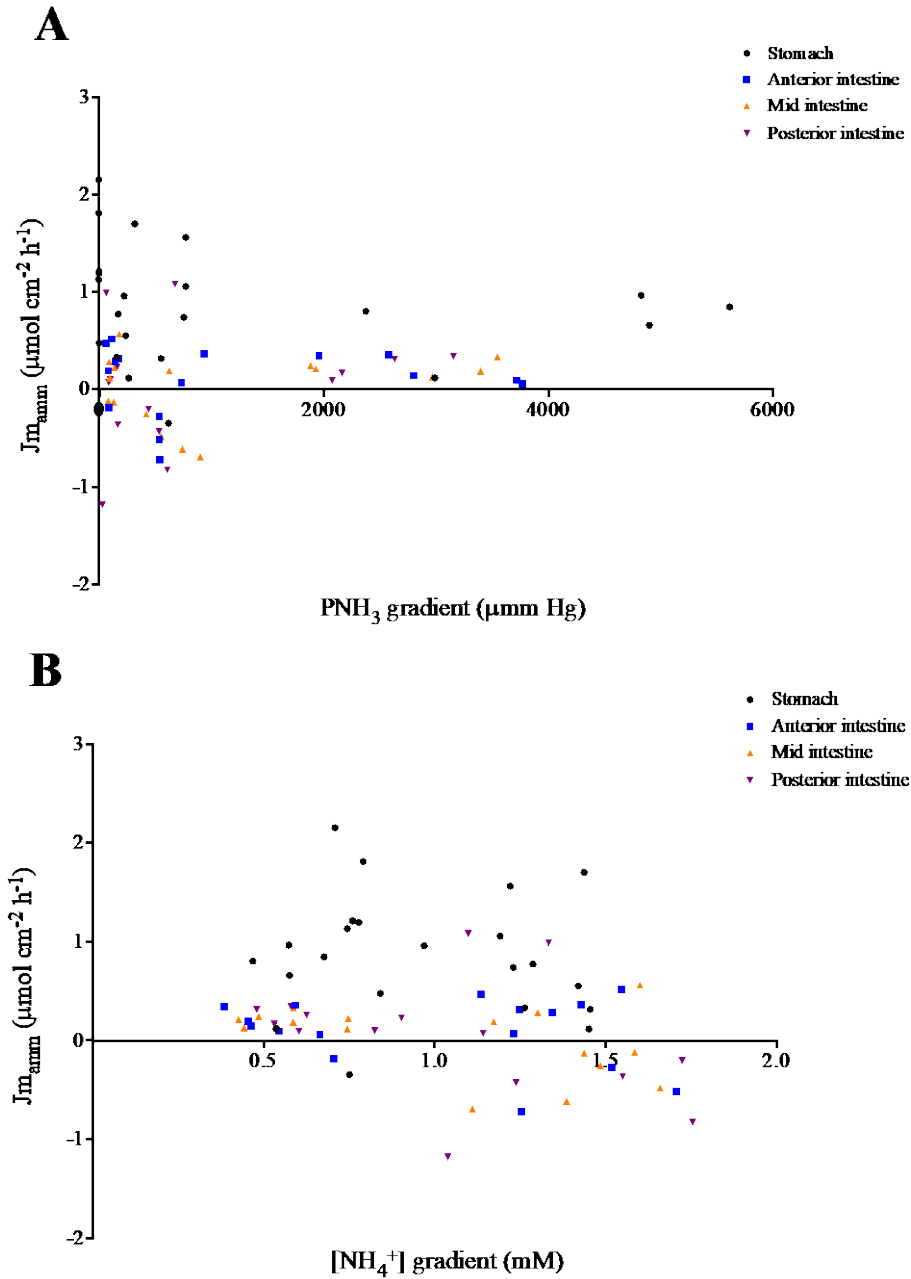 A
Stomach
Anterior intestine
Mid intestine
Posterior intestine
3
2
1
0
-1
-2
2000
4000
6000
Jm_amm (μmol cm⁻² h⁻¹)
PNH₃ gradient (μmm Hg)
B
Stomach
Anterior intestine
Mid intestine
Posterior intestine
3
2
1
0
-1
-2
0.5
1.0
1.5
2.0
Jm_amm (μmol cm⁻² h⁻¹)
[NH₄⁺] gradient (mM)